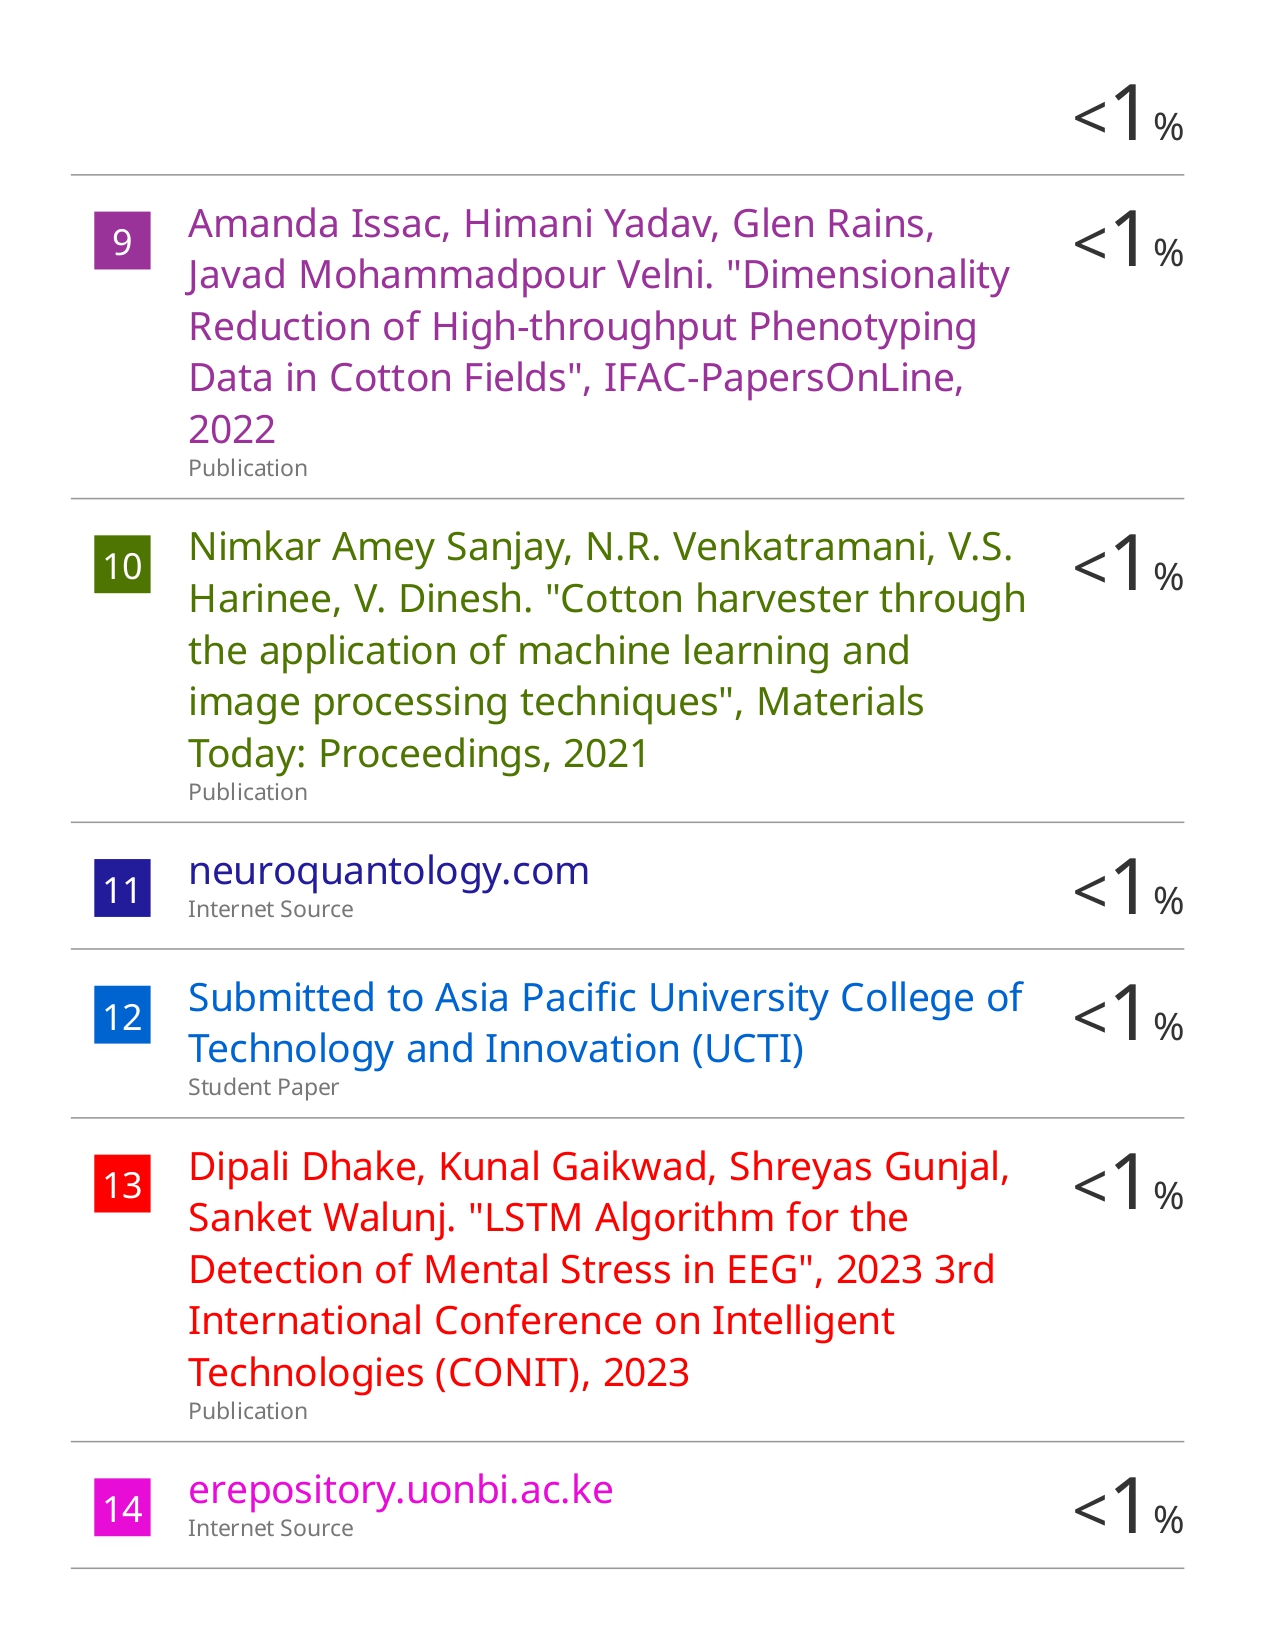 <1%
9 Amanda Issac, Himani Yadav, Glen Rains, <1%
Javad Mohammadpour Velni. "Dimensionality
Reduction of High-throughput Phenotyping
Data in Cotton Fields", IFAC-PapersOnLine,
2022
Publication
10 Nimkar Amey Sanjay, N.R. Venkatramani, V.S. <1%
Harinee, V. Dinesh. "Cotton harvester through
the application of machine learning and
image processing techniques", Materials
Today: Proceedings, 2021
Publication
11 neuroquantology.com <1%
Internet Source
12 Submitted to Asia Pacific University College of <1%
Technology and Innovation (UCTI)
Student Paper
13 Dipali Dhake, Kunal Gaikwad, Shreyas Gunjal, <1%
Sanket Walunj. "LSTM Algorithm for the
Detection of Mental Stress in EEG", 2023 3rd
International Conference on Intelligent
Technologies (CONIT), 2023
Publication
14 erepository.uonbi.ac.ke <1%
Internet Source